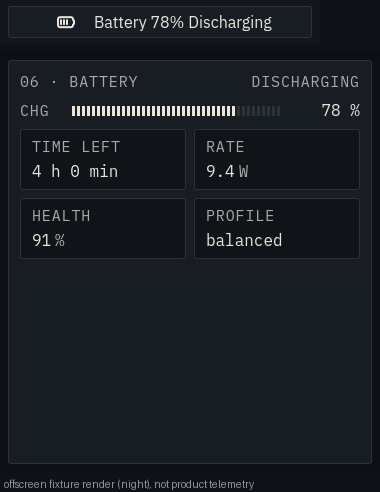 Battery 78% Discharging
06 · BATTERY DISCHARGING
CHG 78 %
TIME LEFT RATE
4 h 0 min 9.4 W
HEALTH PROFILE
91 % balanced
offscreen fixture render (night), not product telemetry